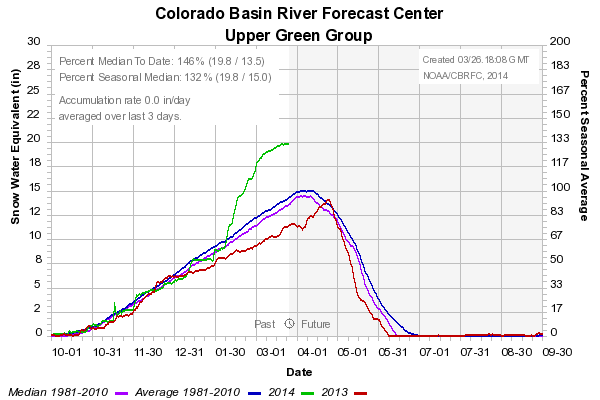 Colorado Basin River Forecast Center
Upper Green Group
Percent Median To Date: 146% (19.8 / 13.5)
Percent Seasonal Median: 132% (19.8 / 15.0)
Accumulation rate 0.0 in/day
averaged over last 3 days.
Created 03/26.18:08 GMT
NOAA/CBRFC, 2014
Snow Water Equivalent (in)
30
28
25
22
20
18
15
12
10
8
5
2
0
Percent Seasonal Average
200
183
167
150
133
117
100
83
67
50
33
17
0
Past Future
10-01 10-31 11-30 12-31 01-30 03-01 04-01 05-01 05-31 07-01 07-31 08-30 09-30
Date
Median 1981-2010 Average 1981-2010 2014 2013